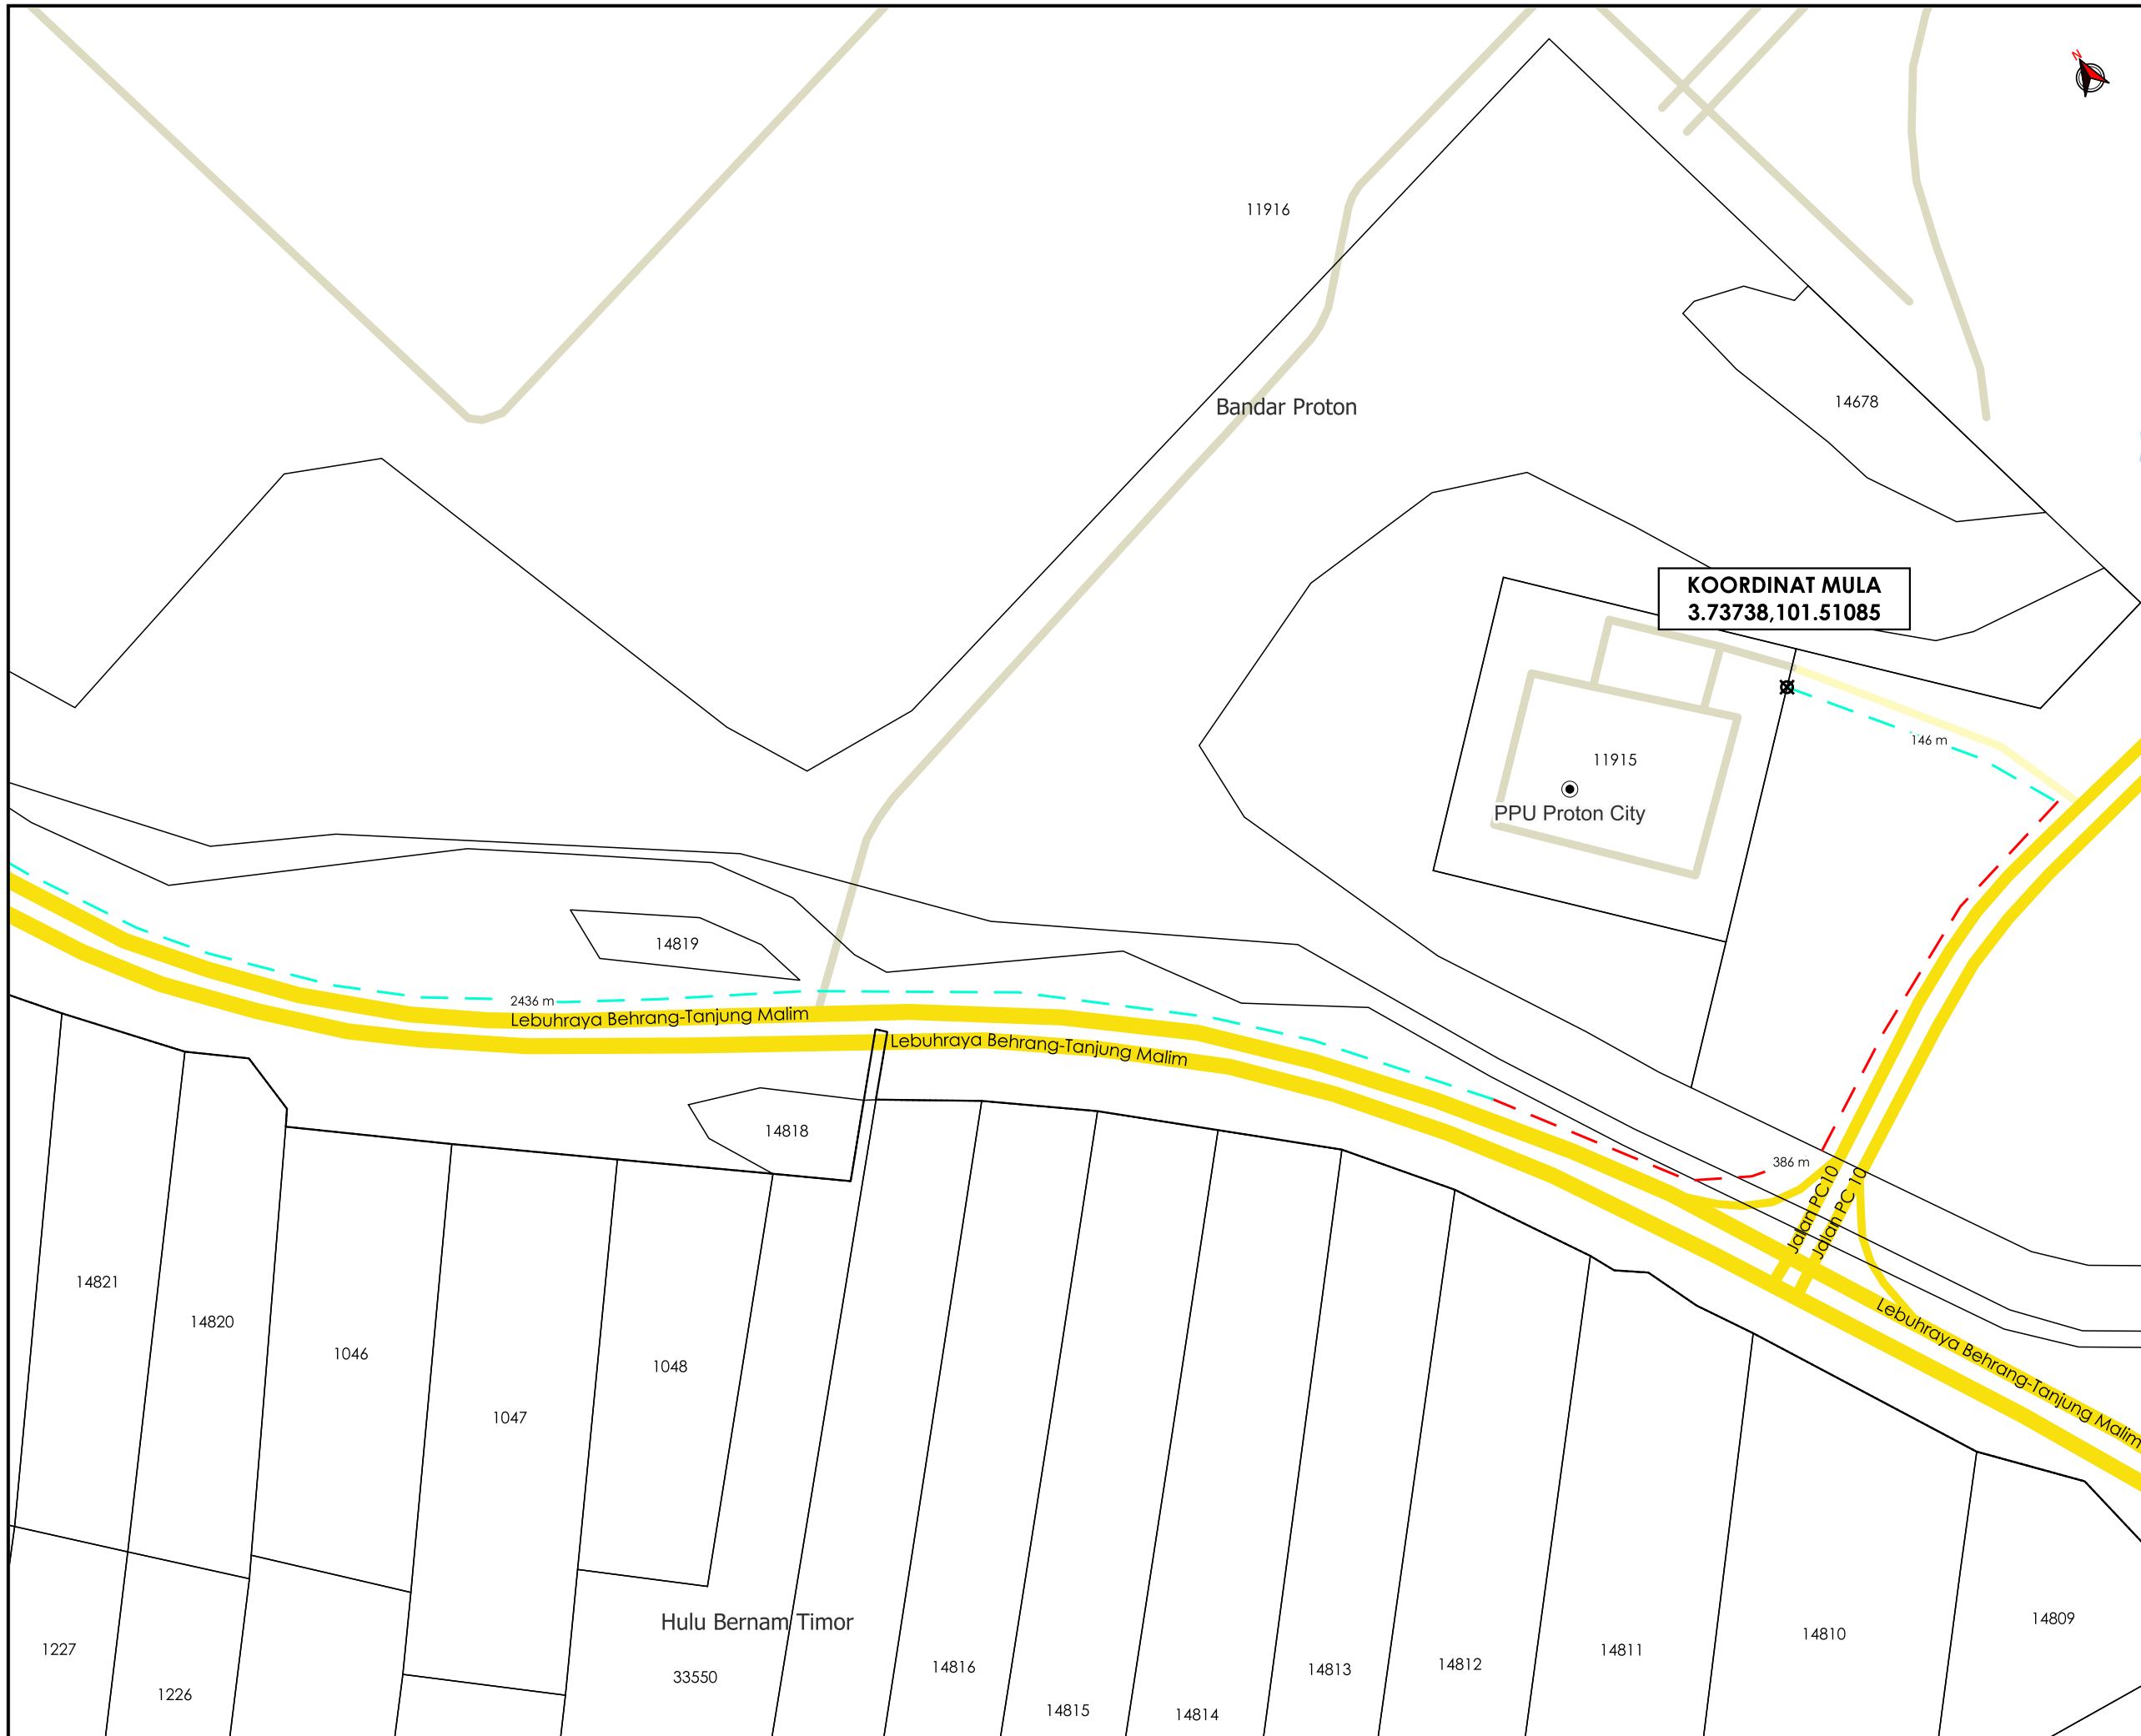 N
11916
Bandar Proton
14678
KOORDINAT MULA
3.73738,101.51085
146 m
11915
PPU Proton City
14819
2436 m
Lebuhraya Behrang-Tanjung Malim
Lebuhraya Behrang-Tanjung Malim
14818
386 m
Jalan PC10
Jalan PC 10
14821
14820
1046
1047
1048
Lebuhraya Behrang-Tanjung Malim
Hulu Bernam Timor
1227
1226
33550
14816
14815
14814
14813
14812
14811
14810
14809